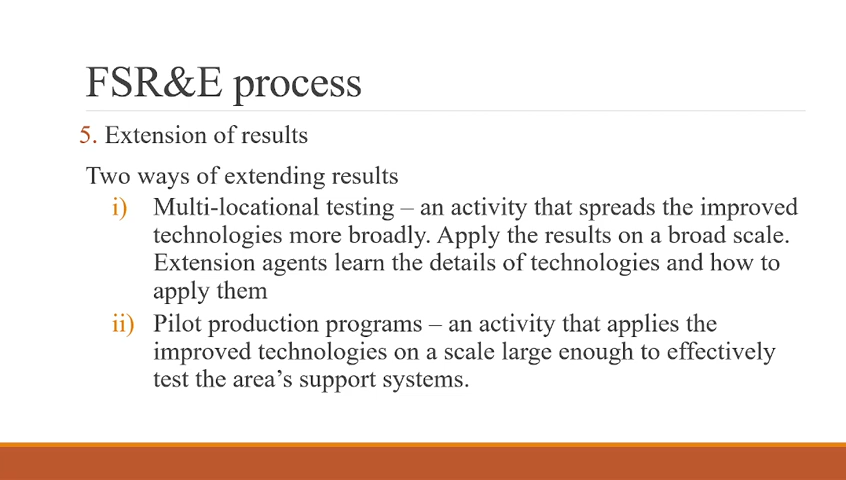 FSR&E process
5. Extension of results
Two ways of extending results
i) Multi-locational testing – an activity that spreads the improved
technologies more broadly. Apply the results on a broad scale.
Extension agents learn the details of technologies and how to
apply them
ii) Pilot production programs – an activity that applies the
improved technologies on a scale large enough to effectively
test the area’s support systems.